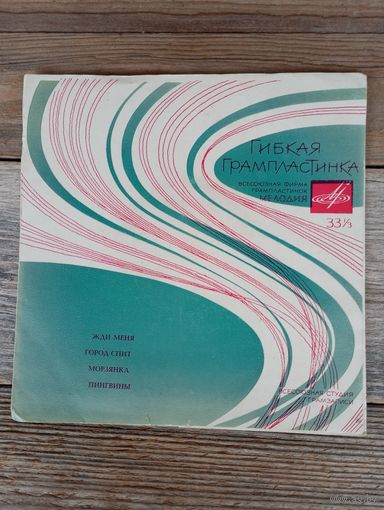 ГИБКАЯ
ГРАМПЛАСТИНКА
ВСЕСОЮЗНАЯ ФИРМА
ГРАМПЛАСТИНОК
МЕЛОДИЯ
33⅓
ЖДИ МЕНЯ
ГОРОД СПИТ
МОРЗЯНКА
ПИНГВИНЫ
ВСЕСОЮЗНАЯ СТУДИЯ
ГРАМЗАПИСИ